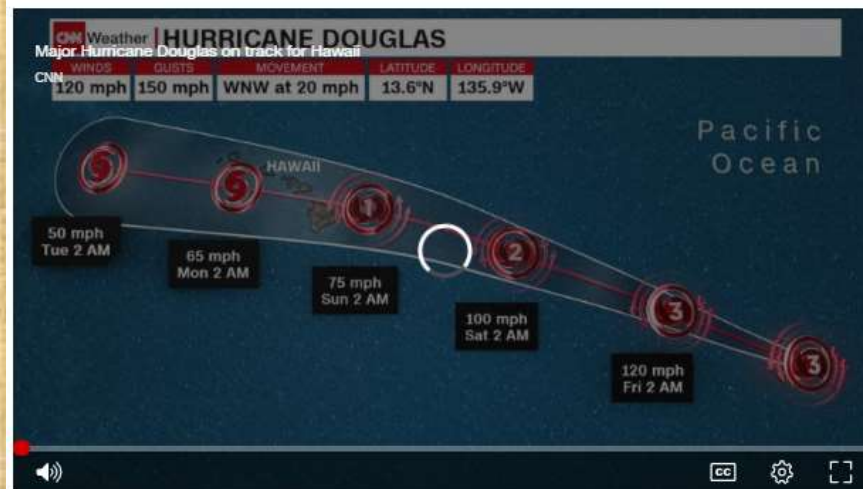 CNN Weather HURRICANE DOUGLAS
Major Hurricane Douglas on track for Hawaii
CNN
WINDS GUSTS MOVEMENT LATITUDE LONGITUDE
120 mph 150 mph WNW at 20 mph 13.6°N 135.9°W
Pacific
Ocean
HAWAII
1
2
3
3
50 mph
Tue 2 AM
65 mph
Mon 2 AM
75 mph
Sun 2 AM
100 mph
Sat 2 AM
120 mph
Fri 2 AM
CC